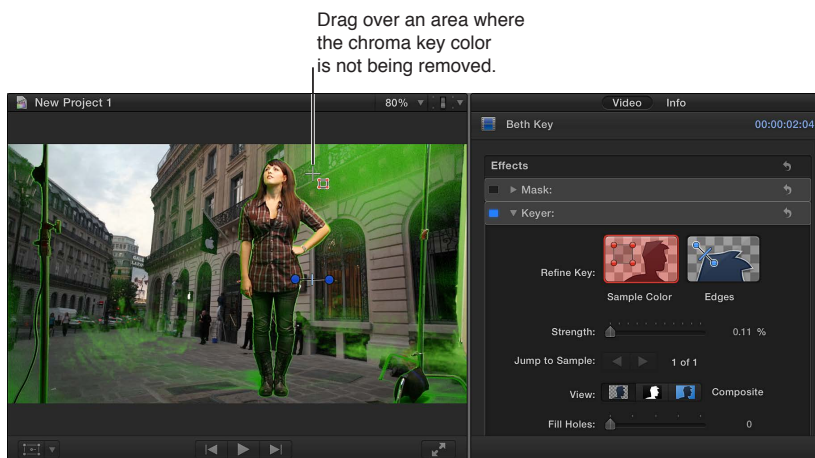 Drag over an area where
the chroma key color
is not being removed.
New Project 1
80%
Video Info
Beth Key 00:00:02:04
Effects
Mask:
Keyer:
Refine Key:
Sample Color Edges
Strength: 0.11 %
Jump to Sample: 1 of 1
View: Composite
Fill Holes: 0